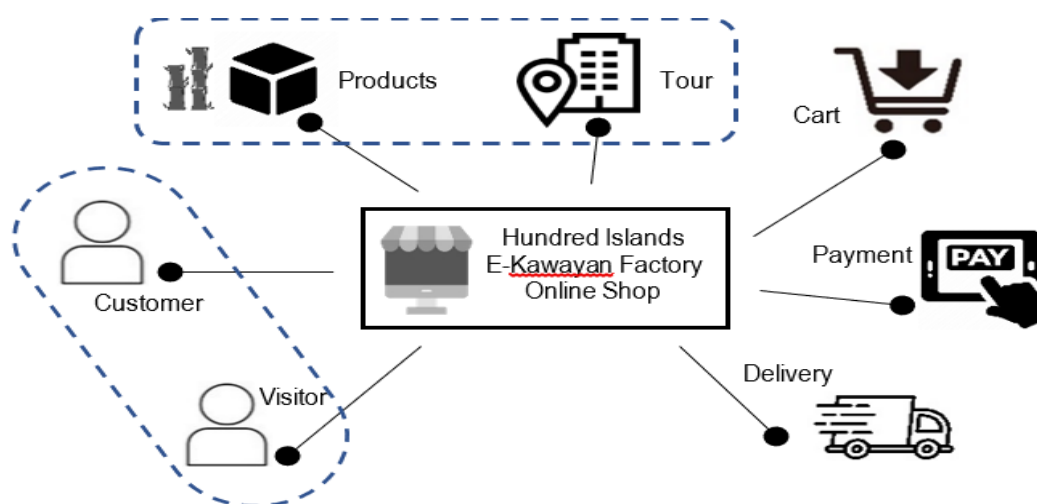 Products
Tour
Cart
Hundred Islands
E-Kawayan Factory
Online Shop
Payment
PAY
Customer
Visitor
Delivery